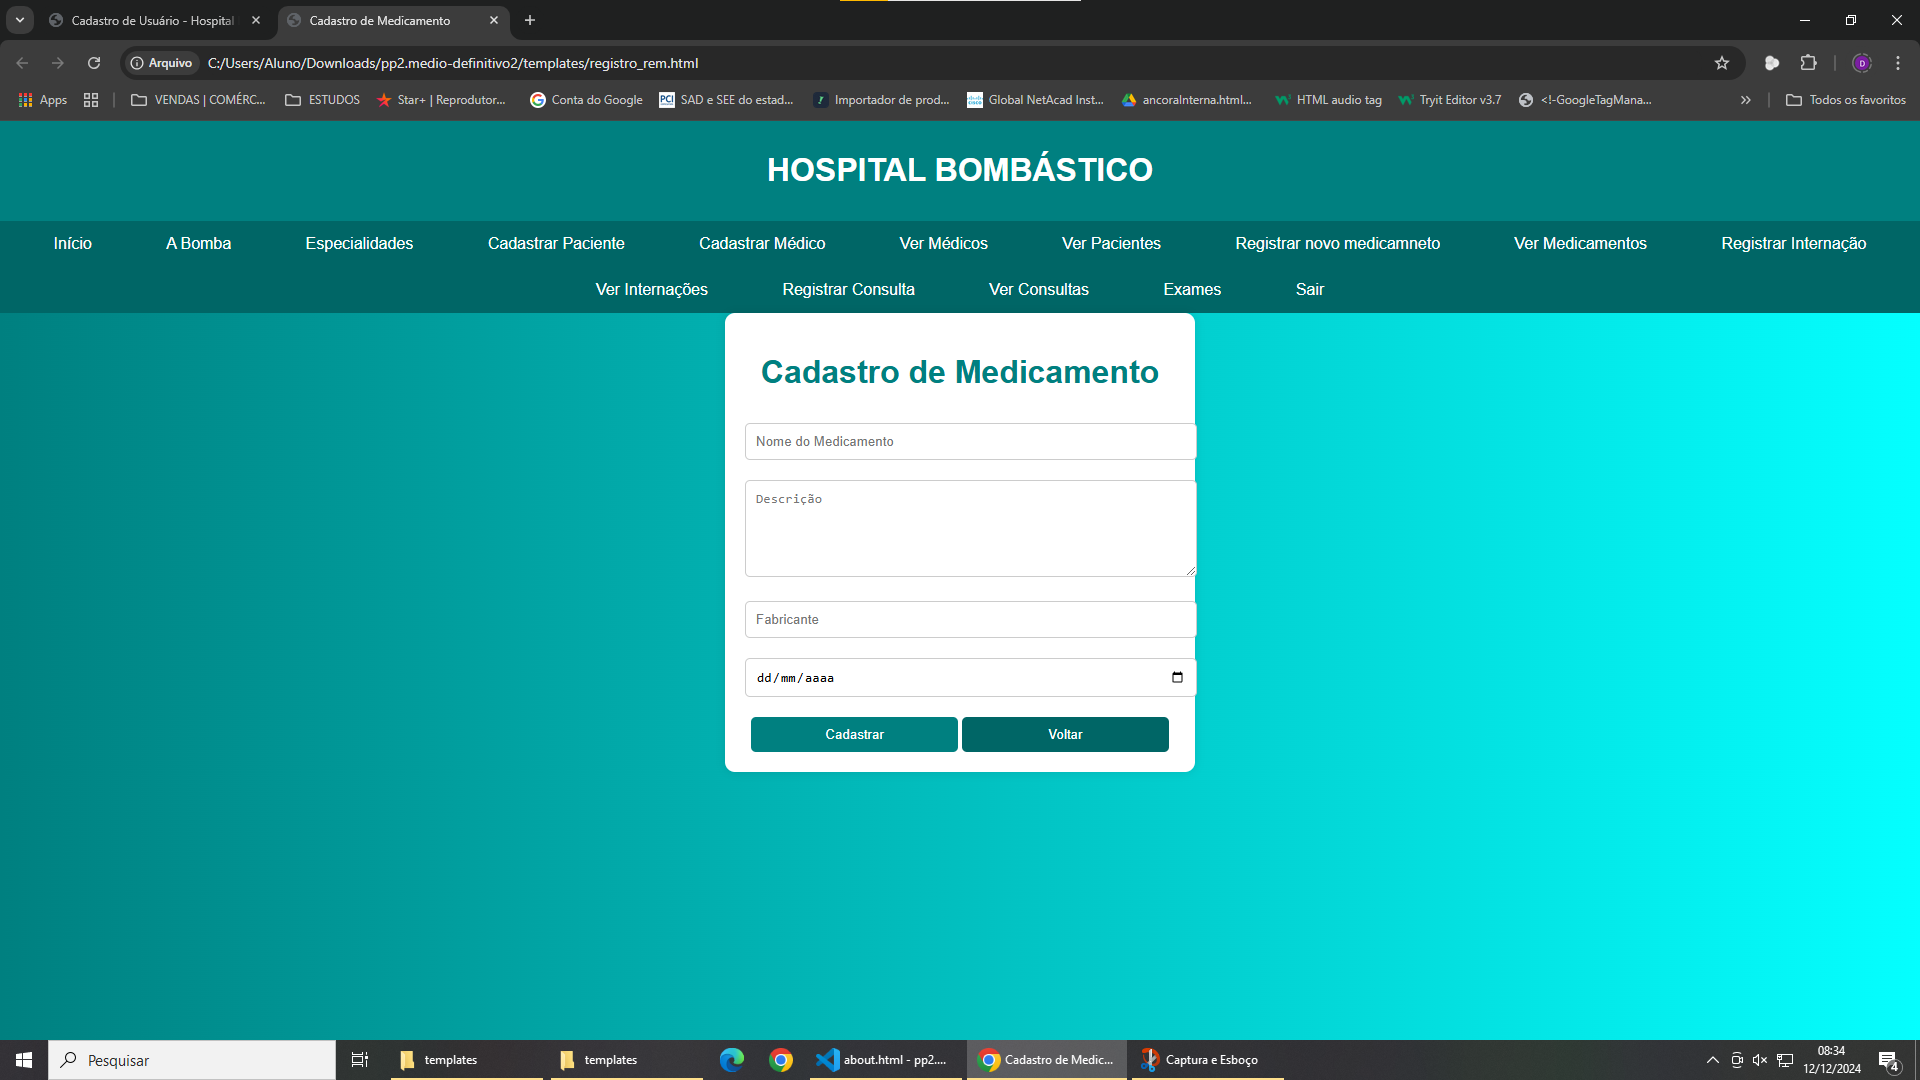 Cadastro de Usuário - Hospital
Cadastro de Medicamento
Arquivo C:/Users/Aluno/Downloads/pp2.medio-definitivo2/templates/registro_rem.html
Apps VENDAS | COMÉRC... ESTUDOS Star+ | Reprodutor... Conta do Google SAD e SEE do estad... Importador de prod... Global NetAcad Inst... ancoraInterna.html... HTML audio tag Tryit Editor v3.7 <!-GoogleTagMana... Todos os favoritos
HOSPITAL BOMBÁSTICO
Início A Bomba Especialidades Cadastrar Paciente Cadastrar Médico Ver Médicos Ver Pacientes Registrar novo medicamneto Ver Medicamentos Registrar Internação
Ver Internações Registrar Consulta Ver Consultas Exames Sair
Cadastro de Medicamento
Nome do Medicamento
Descrição
Fabricante
dd/mm/aaaa
Cadastrar Voltar
Pesquisar templates templates about.html - pp2.... Cadastro de Medic... Captura e Esboço
08:34
12/12/2024
4